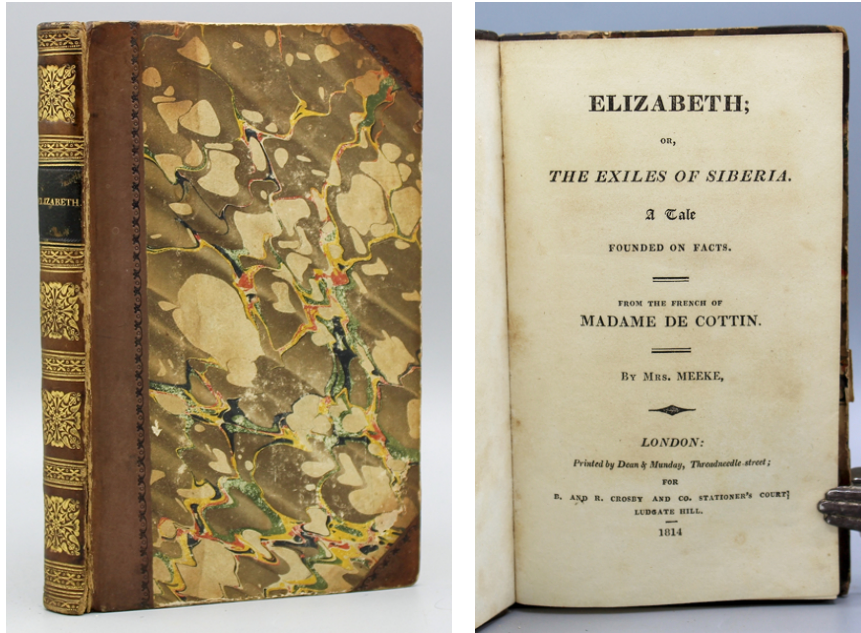 ELIZABETH.
ELIZABETH;
OR,
THE EXILES OF SIBERIA.
A Tale
FOUNDED ON FACTS.
FROM THE FRENCH OF
MADAME DE COTTIN.
By Mrs. MEEKE,
LONDON:
Printed by Dean & Munday, Threadneedle-street;
FOR
B. AND R. CROSBY AND CO. STATIONER'S COURT,
LUDGATE HILL.
1814